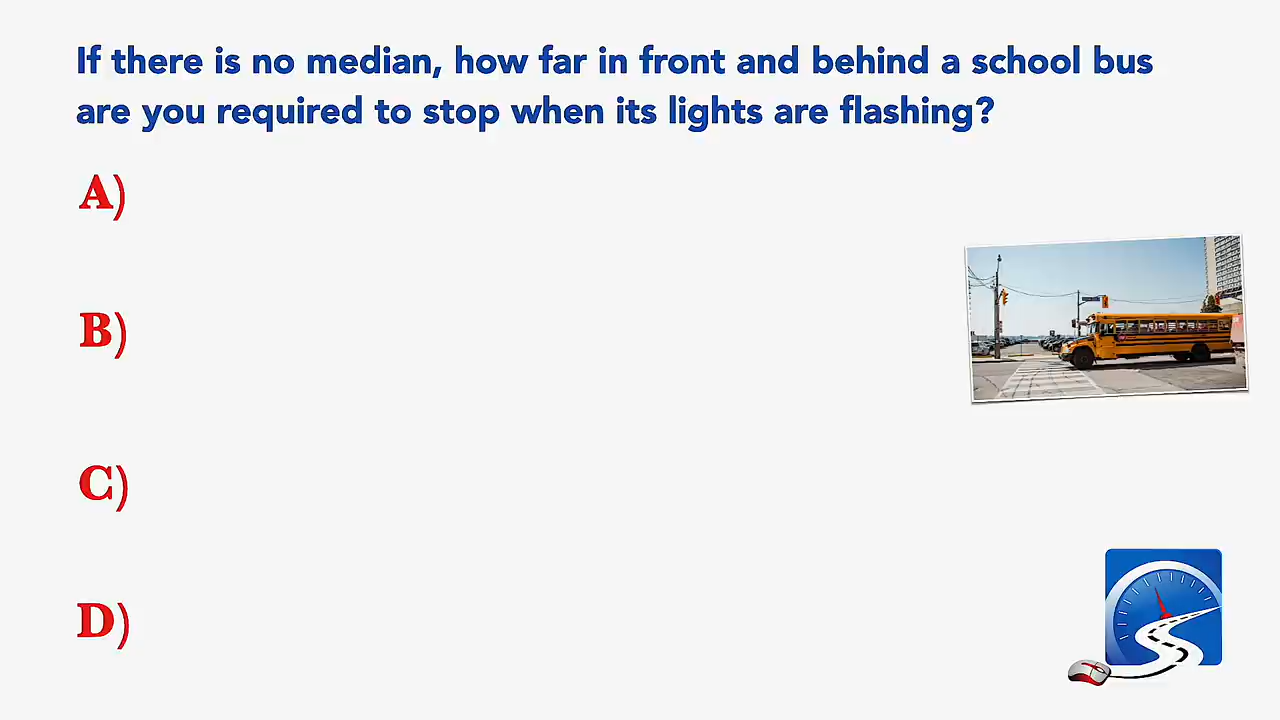 If there is no median, how far in front and behind a school bus
are you required to stop when its lights are flashing?
A)
B)
C)
D)